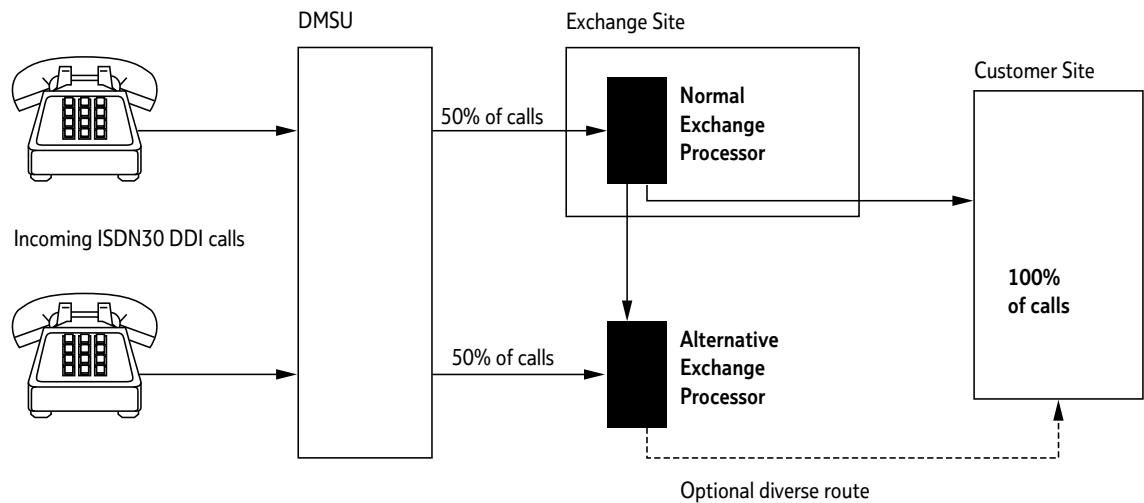 DMSU
Exchange Site
Customer Site
50% of calls
Normal
Exchange
Processor
Incoming ISDN30 DDI calls
100%
of calls
50% of calls
Alternative
Exchange
Processor
Optional diverse route